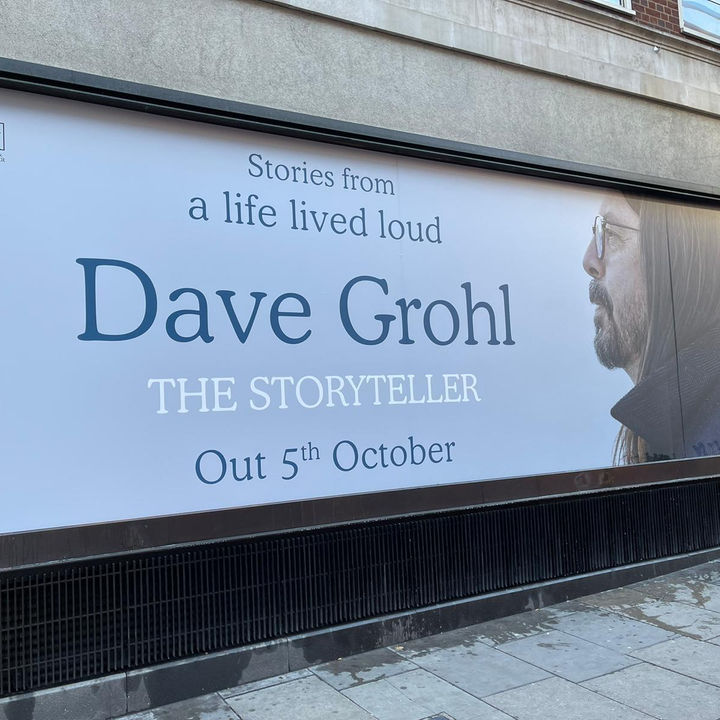 Stories from
a life lived loud
Dave Grohl
THE STORYTELLER
Out 5th October